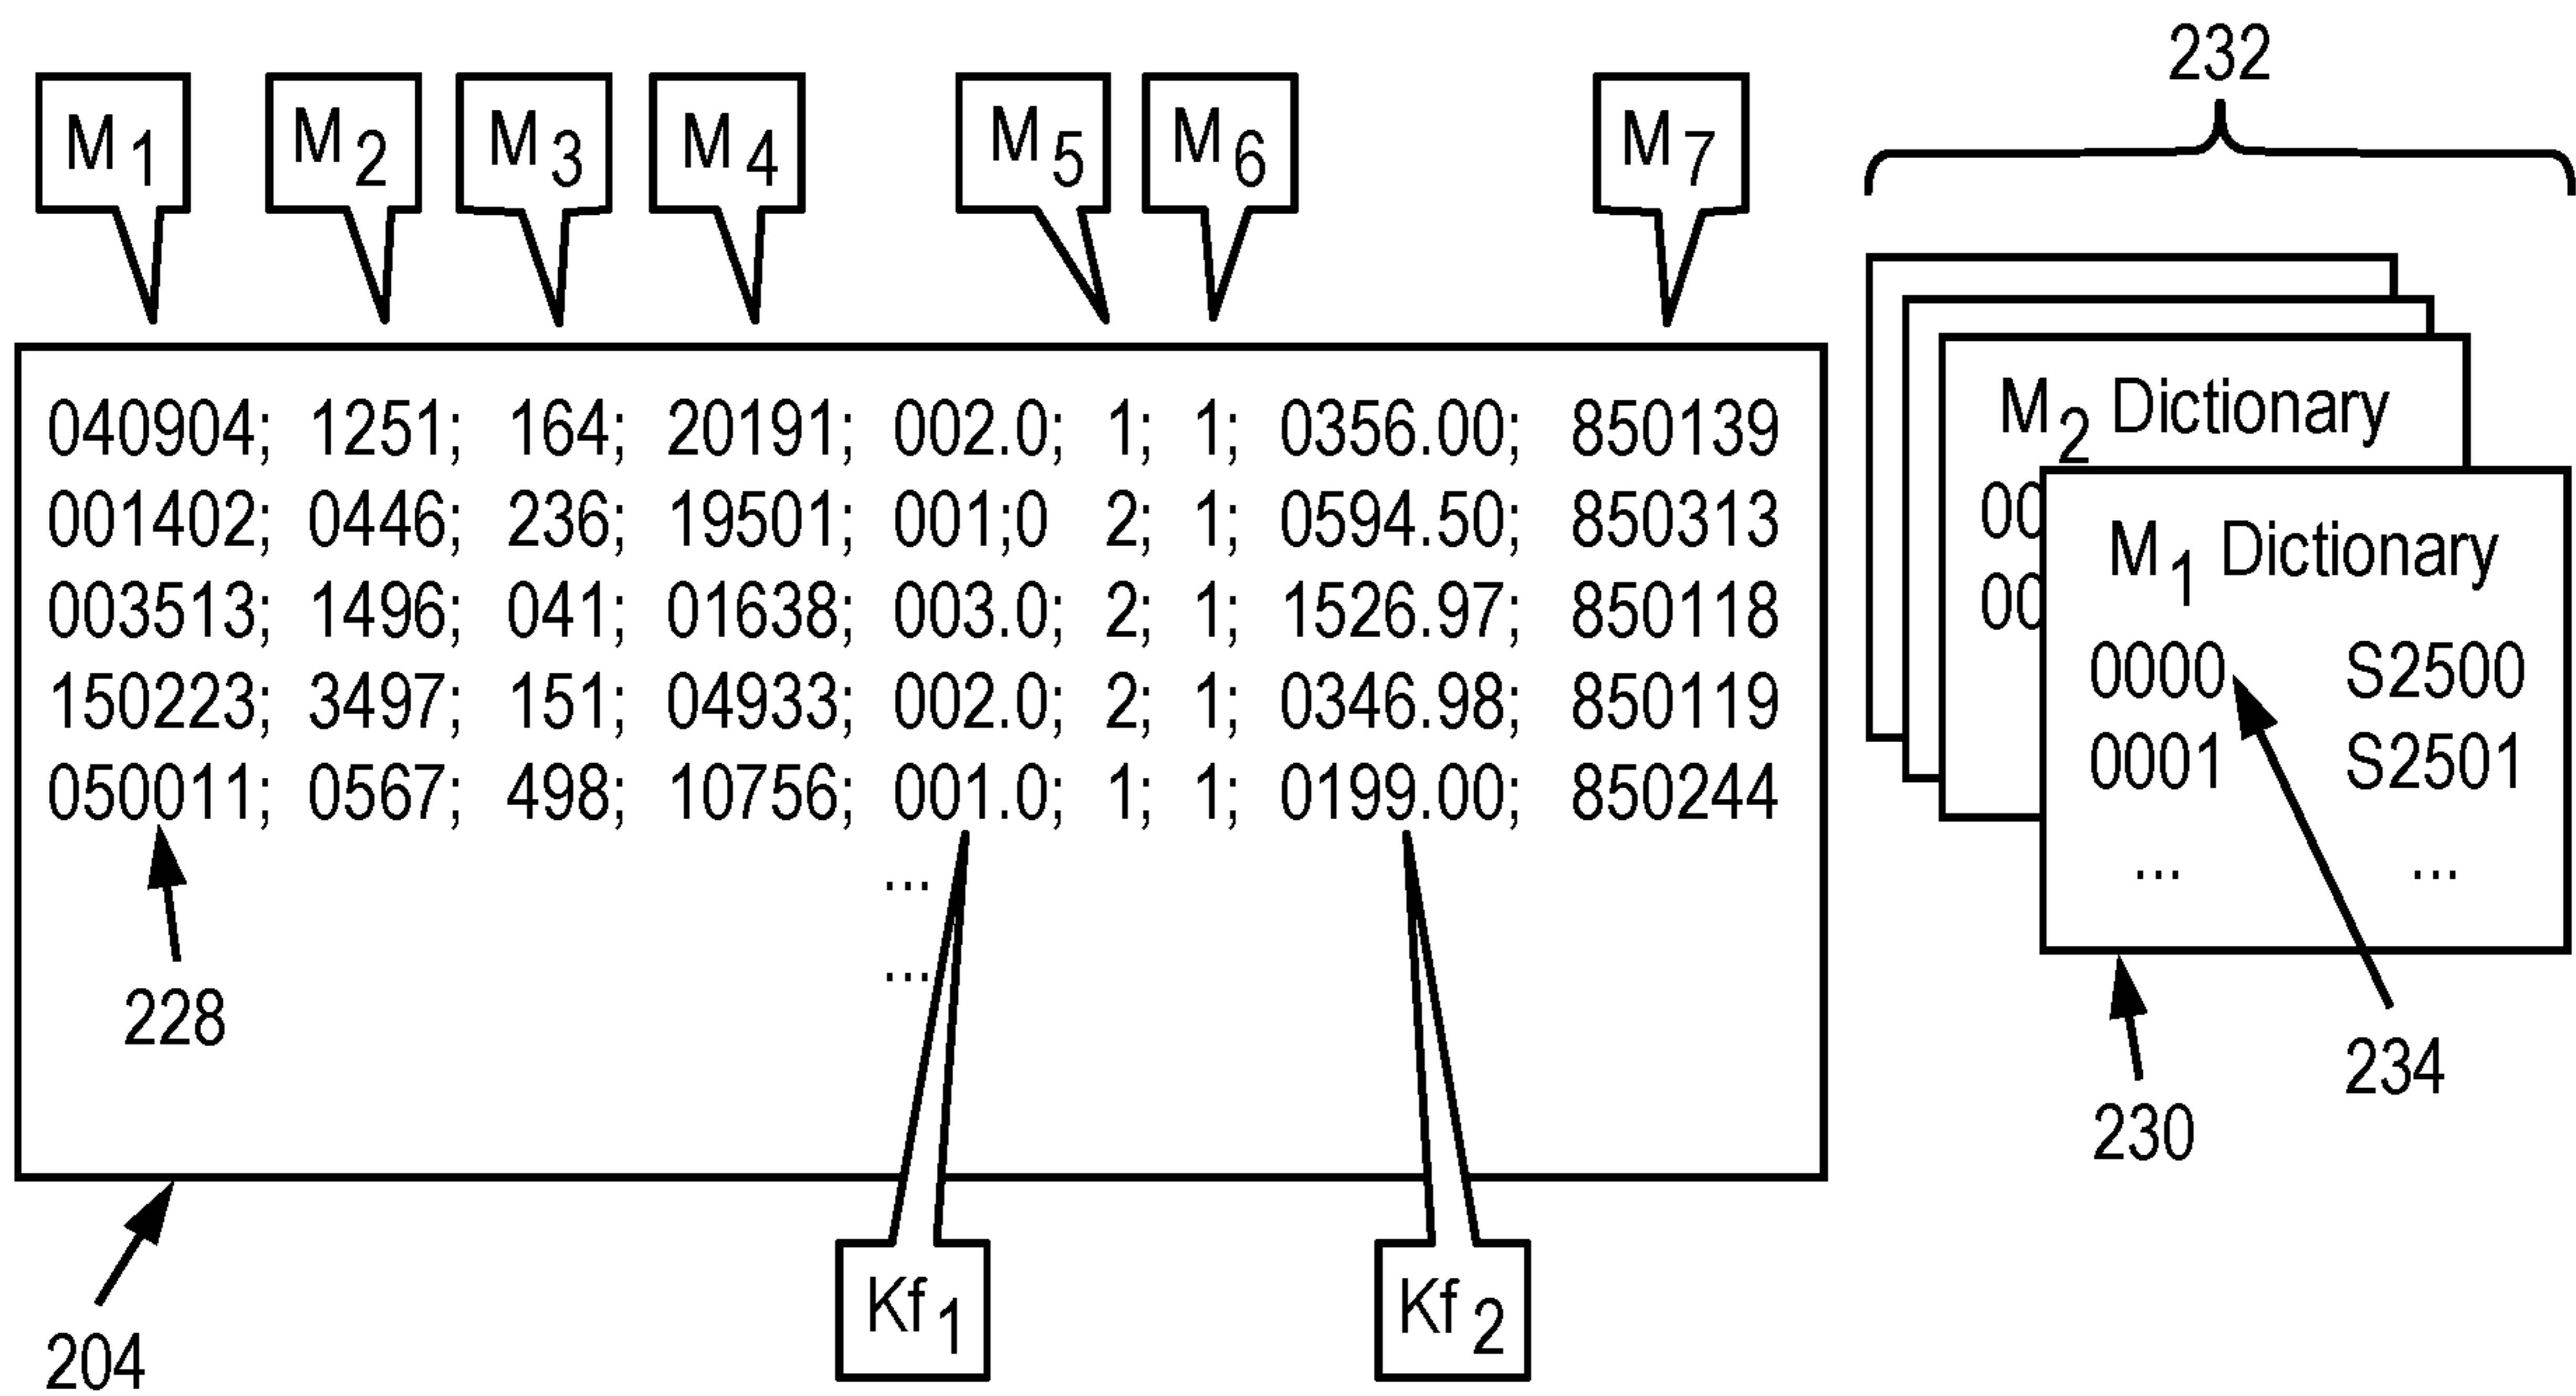 232
M1 M2 M3 M4 M5 M6 M7
040904; 1251; 164; 20191; 002.0; 1; 1; 0356.00; 850139
001402; 0446; 236; 19501; 001;0 2; 1; 0594.50; 850313
003513; 1496; 041; 01638; 003.0; 2; 1; 1526.97; 850118
150223; 3497; 151; 04933; 002.0; 2; 1; 0346.98; 850119
050011; 0567; 498; 10756; 001.0; 1; 1; 0199.00; 850244
...
...
228
204
Kf1
Kf2
M2 Dictionary
00
00
M1 Dictionary
0000 S2500
0001 S2501
... ...
234
230